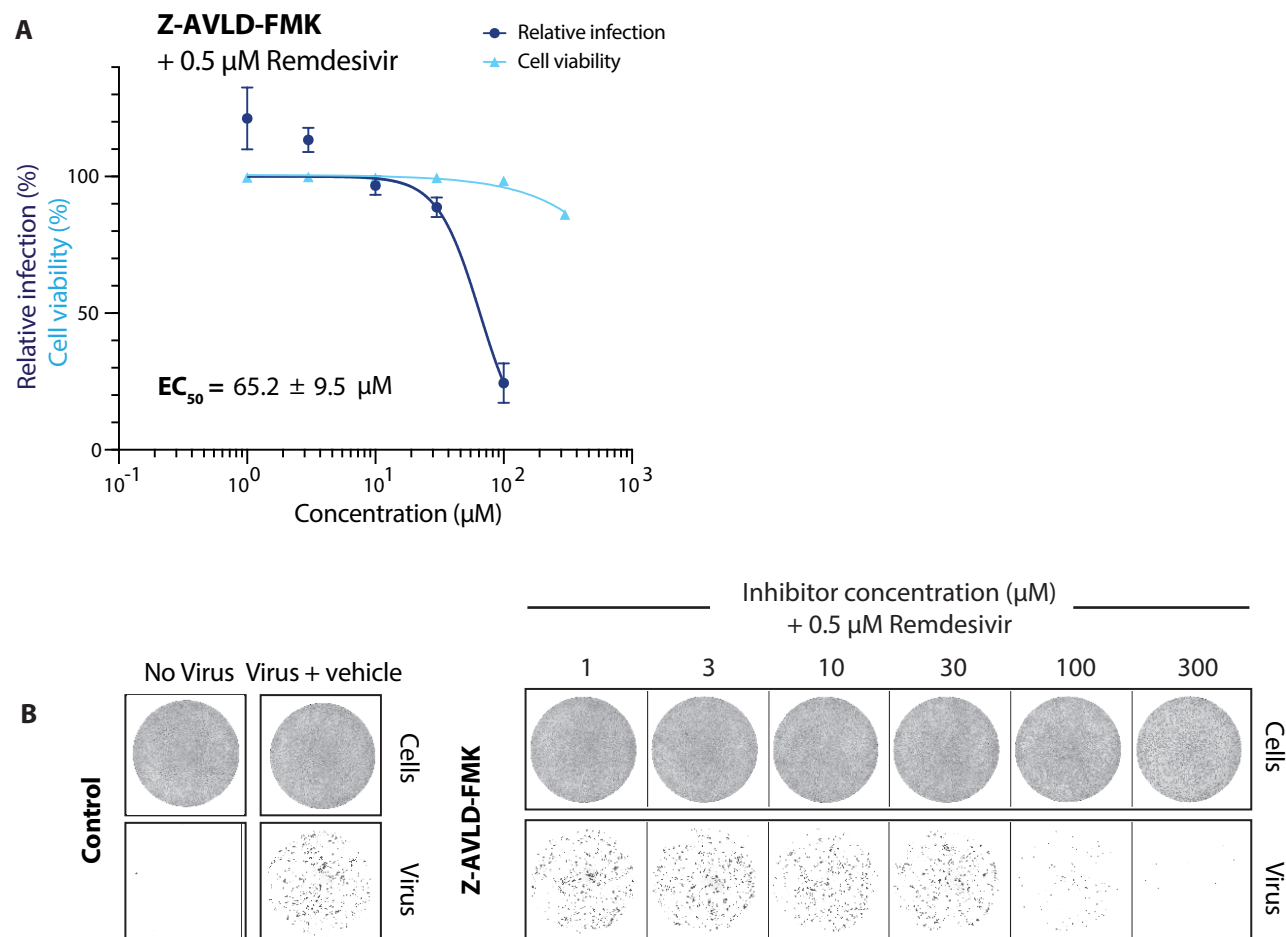 A
Z-AVLD-FMK
+ 0.5 µM Remdesivir
Relative infection
Cell viability
Relative infection (%)
Cell viability (%)
100
50
0
EC50 = 65.2 ± 9.5 µM
10-1
100
101
102
103
Concentration (µM)
Inhibitor concentration (µM)
+ 0.5 µM Remdesivir
No Virus
Virus + vehicle
1
3
10
30
100
300
B
Control
Cells
Virus
Z-AVLD-FMK
Cells
Virus